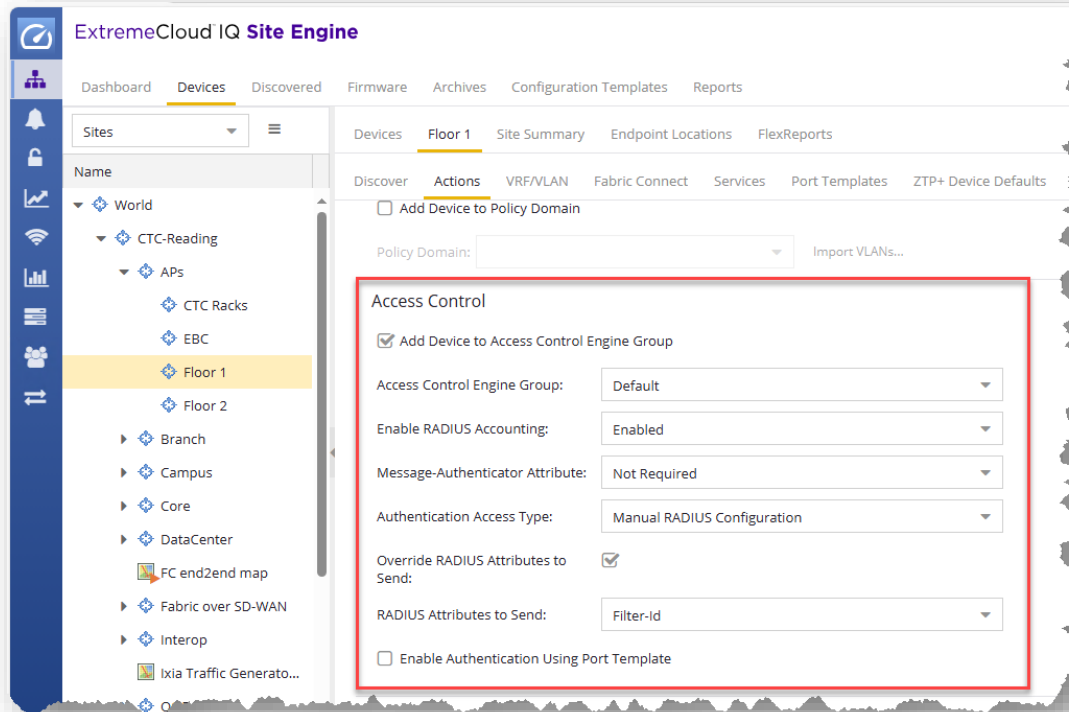 ExtremeCloud IQ Site Engine
Dashboard Devices Discovered Firmware Archives Configuration Templates Reports
Sites
Name
World
CTC-Reading
APs
CTC Racks
EBC
Floor 1
Floor 2
Branch
Campus
Core
DataCenter
FC end2end map
Fabric over SD-WAN
Interop
Ixia Traffic Generato...
Devices Floor 1 Site Summary Endpoint Locations FlexReports
Discover Actions VRF/VLAN Fabric Connect Services Port Templates ZTP+ Device Defaults
Add Device to Policy Domain
Policy Domain: Import VLANs...
Access Control
Add Device to Access Control Engine Group
Access Control Engine Group: Default
Enable RADIUS Accounting: Enabled
Message-Authenticator Attribute: Not Required
Authentication Access Type: Manual RADIUS Configuration
Override RADIUS Attributes to
Send:
RADIUS Attributes to Send: Filter-Id
Enable Authentication Using Port Template